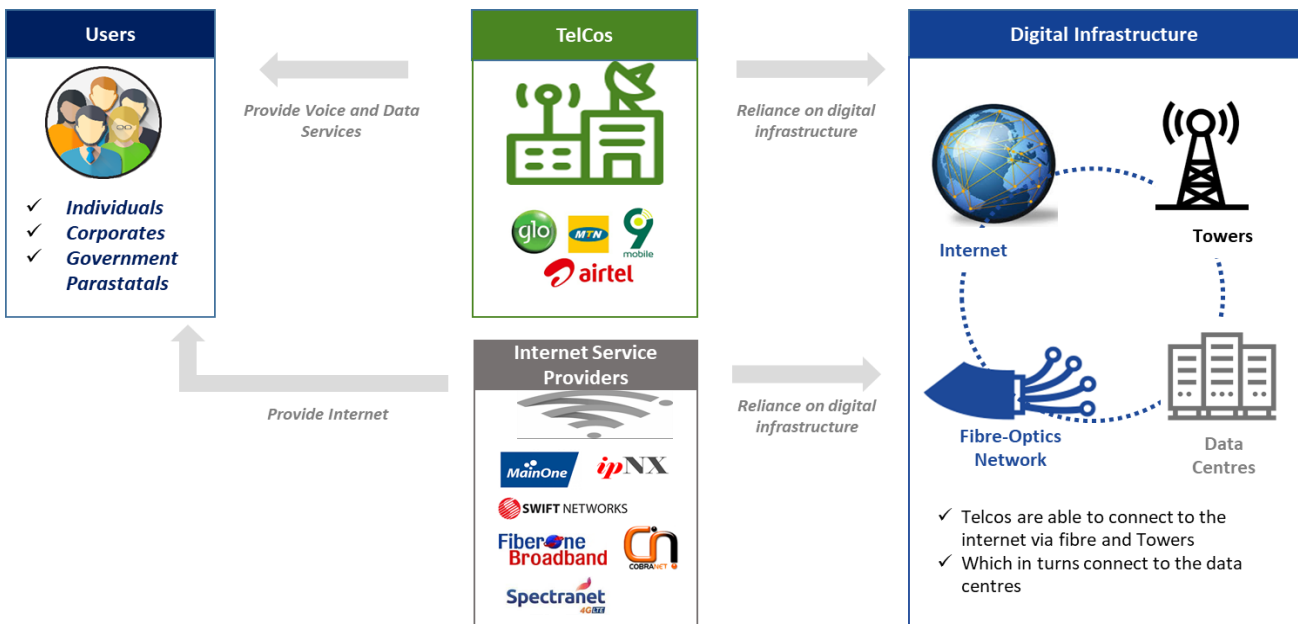 Users
Individuals
Corporates
Government
Parastatals
Provide Voice and Data
Services
TelCos
glo
MTN
9
mobile
airtel
Reliance on digital
infrastructure
Provide Internet
Internet Service
Providers
MainOne
ipNX
SWIFT NETWORKS
FiberOne
Broadband
COBRANET
Spectranet
4G LTE
Reliance on digital
infrastructure
Digital Infrastructure
Internet
Towers
Fibre-Optics
Network
Data
Centres
Telcos are able to connect to the
internet via fibre and Towers
Which in turns connect to the data
centres